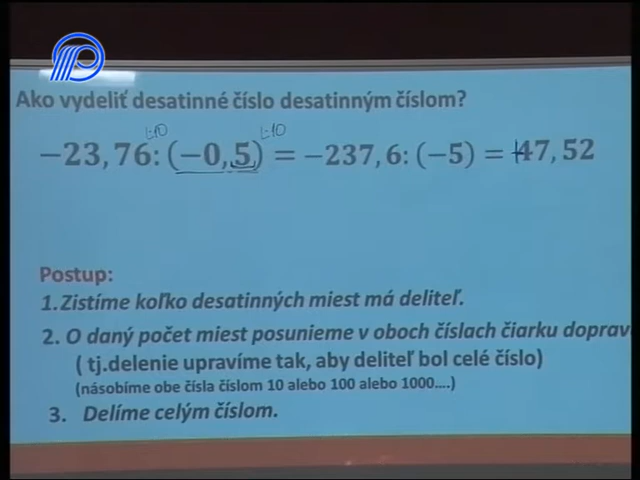 Ako vydeliť desatinné číslo desatinným číslom?
−23,76:(−0,5) = −237,6:(−5) = +47,52
Postup:
1.Zistíme koľko desatinných miest má deliteľ.
2. O daný počet miest posunieme v oboch číslach čiarku doprav
( tj.delenie upravíme tak, aby deliteľ bol celé číslo)
(násobíme obe čísla číslom 10 alebo 100 alebo 1000....)
3. Delíme celým číslom.